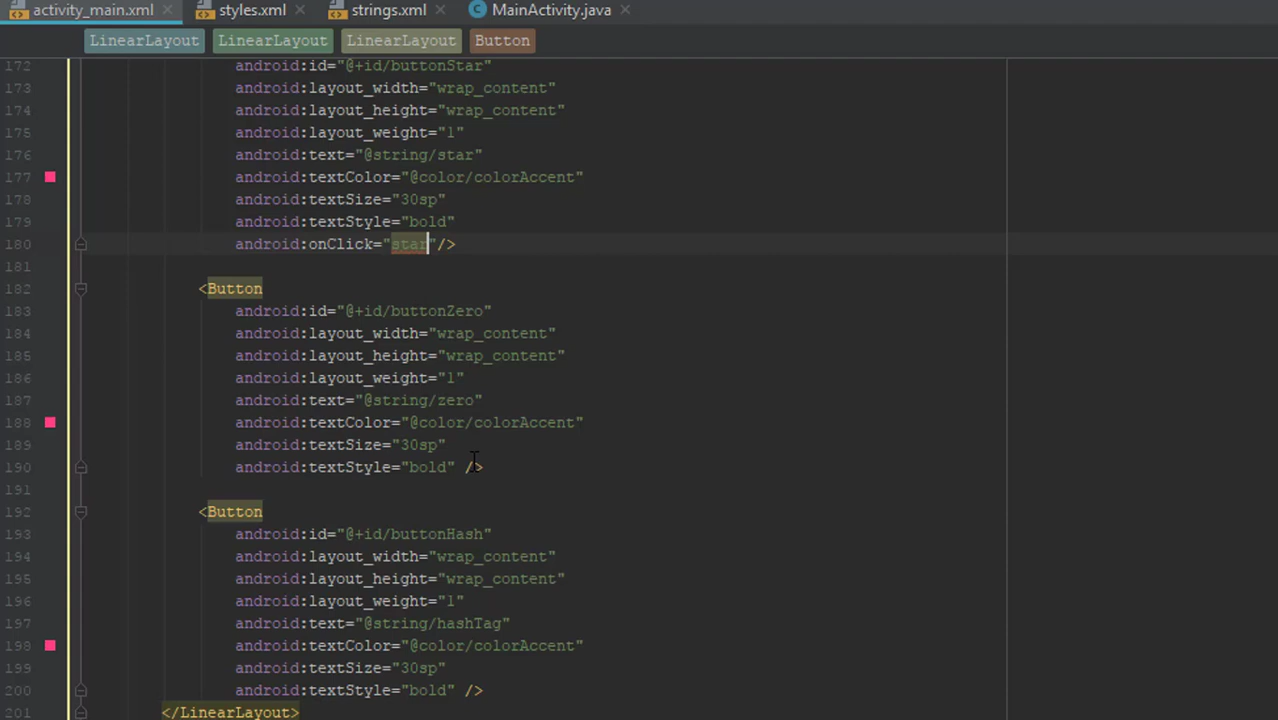 activity_main.xml styles.xml strings.xml MainActivity.java
LinearLayout LinearLayout LinearLayout Button
172 android:id="@+id/buttonStar"
173 android:layout_width="wrap_content"
174 android:layout_height="wrap_content"
175 android:layout_weight="1"
176 android:text="@string/star"
177 android:textColor="@color/colorAccent"
178 android:textSize="30sp"
179 android:textStyle="bold"
180 android:onClick="star"/>
181
182 <Button
183 android:id="@+id/buttonZero"
184 android:layout_width="wrap_content"
185 android:layout_height="wrap_content"
186 android:layout_weight="1"
187 android:text="@string/zero"
188 android:textColor="@color/colorAccent"
189 android:textSize="30sp"
190 android:textStyle="bold" />
191
192 <Button
193 android:id="@+id/buttonHash"
194 android:layout_width="wrap_content"
195 android:layout_height="wrap_content"
196 android:layout_weight="1"
197 android:text="@string/hashTag"
198 android:textColor="@color/colorAccent"
199 android:textSize="30sp"
200 android:textStyle="bold" />
201 </LinearLayout>